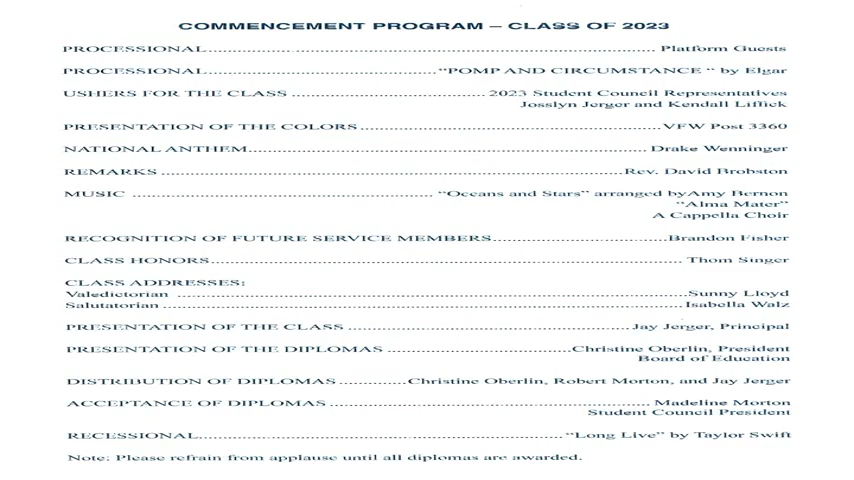 COMMENCEMENT PROGRAM – CLASS OF 2023
PROCESSIONAL Platform Guests
PROCESSIONAL "POMP AND CIRCUMSTANCE " by Elgar
USHERS FOR THE CLASS 2023 Student Council Representatives
Josslyn Jerger and Kendall Liffick
PRESENTATION OF THE COLORS VFW Post 3360
NATIONAL ANTHEM Drake Wenninger
REMARKS Rev. David Brobston
MUSIC "Oceans and Stars" arranged byAmy Bernon
"Alma Mater"
A Cappella Choir
RECOGNITION OF FUTURE SERVICE MEMBERS Brandon Fisher
CLASS HONORS Thom Singer
CLASS ADDRESSES:
Valedictorian Sunny Lloyd
Salutatorian Isabella Walz
PRESENTATION OF THE CLASS Jay Jerger, Principal
PRESENTATION OF THE DIPLOMAS Christine Oberlin, President
Board of Education
DISTRIBUTION OF DIPLOMAS Christine Oberlin, Robert Morton, and Jay Jerger
ACCEPTANCE OF DIPLOMAS Madeline Morton
Student Council President
RECESSIONAL "Long Live" by Taylor Swift
Note: Please refrain from applause until all diplomas are awarded.